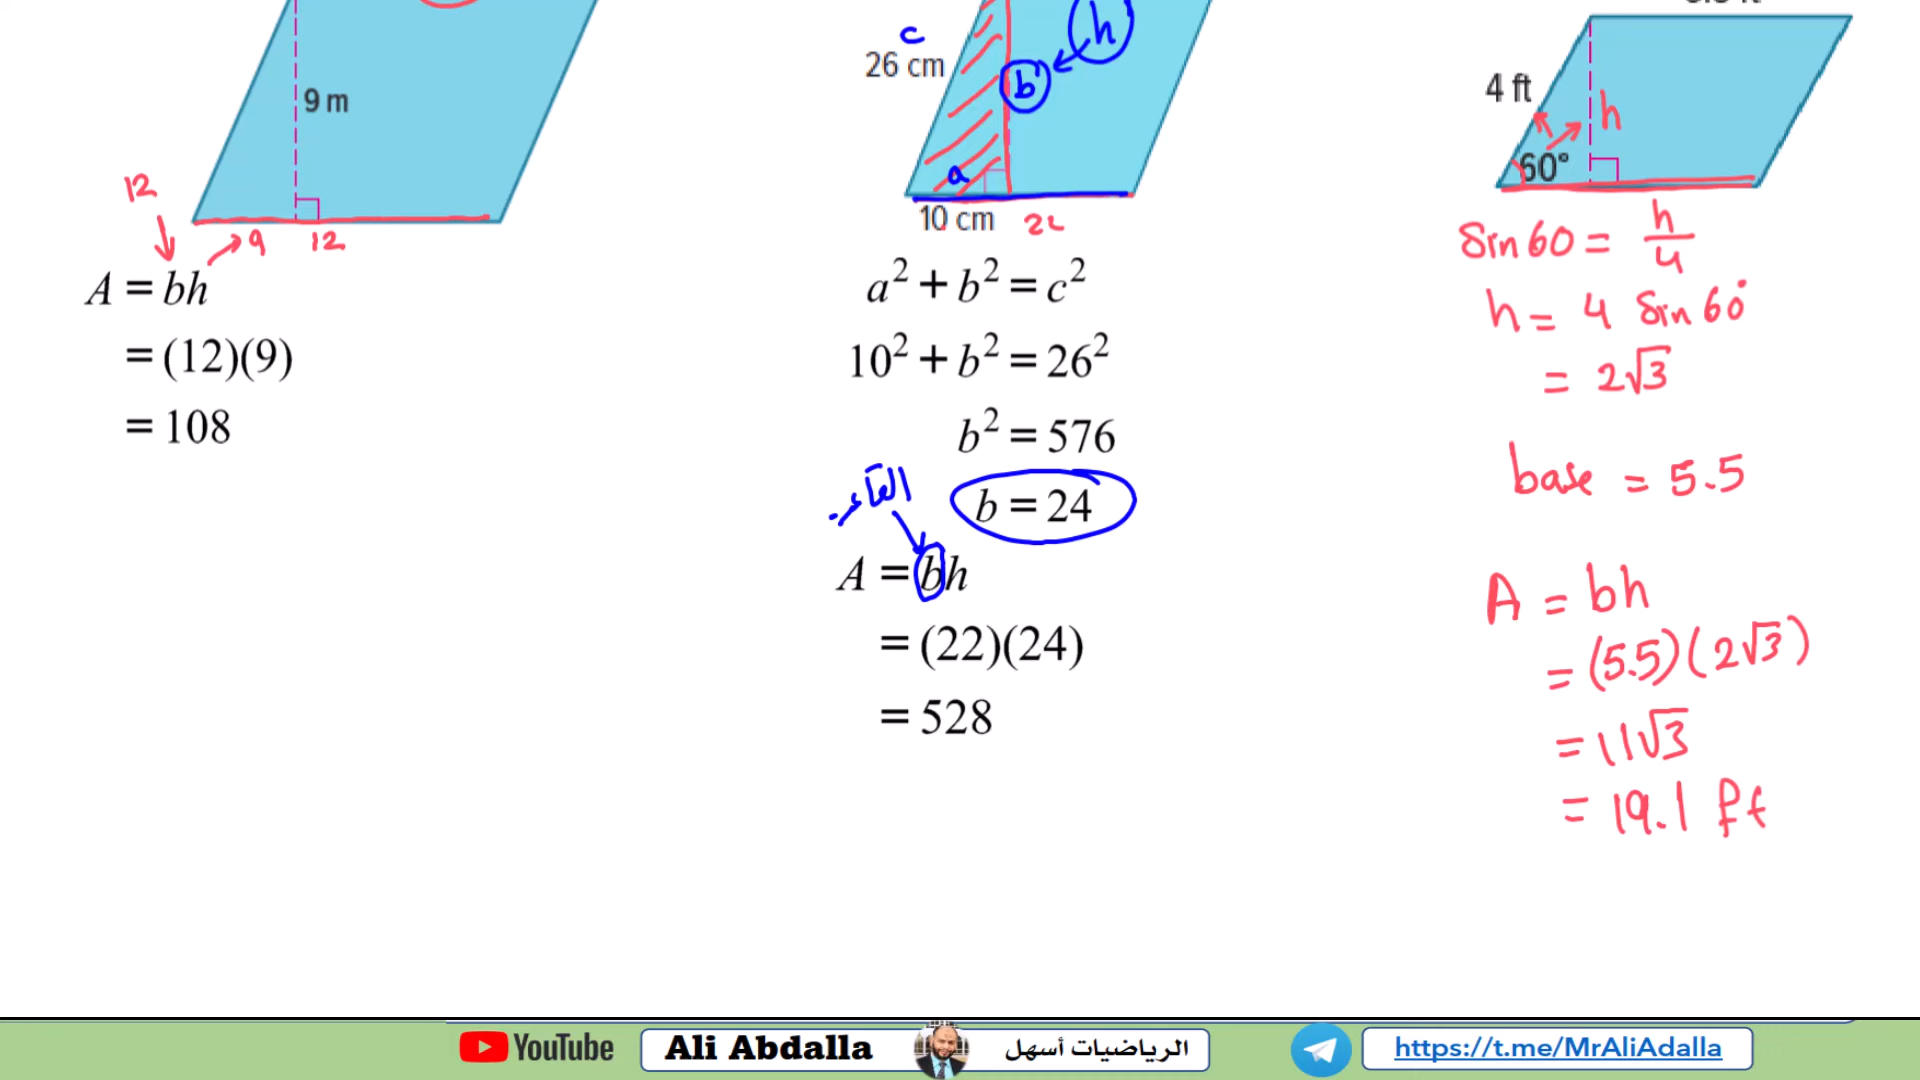 9 m
12
9
12
A = bh
= (12)(9)
= 108
c
26 cm
h
b
a
10 cm
22
a² + b² = c²
10² + b² = 26²
b² = 576
b = 24
A = bh
= (22)(24)
= 528
4 ft
h
60°
sin 60 = h/4
h = 4 sin 60°
= 2√3
base = 5.5
A = bh
= (5.5)(2√3)
= 11√3
= 19.1 ft
YouTube
Ali Abdalla
الرياضيات أسهل
https://t.me/MrAliAdalla